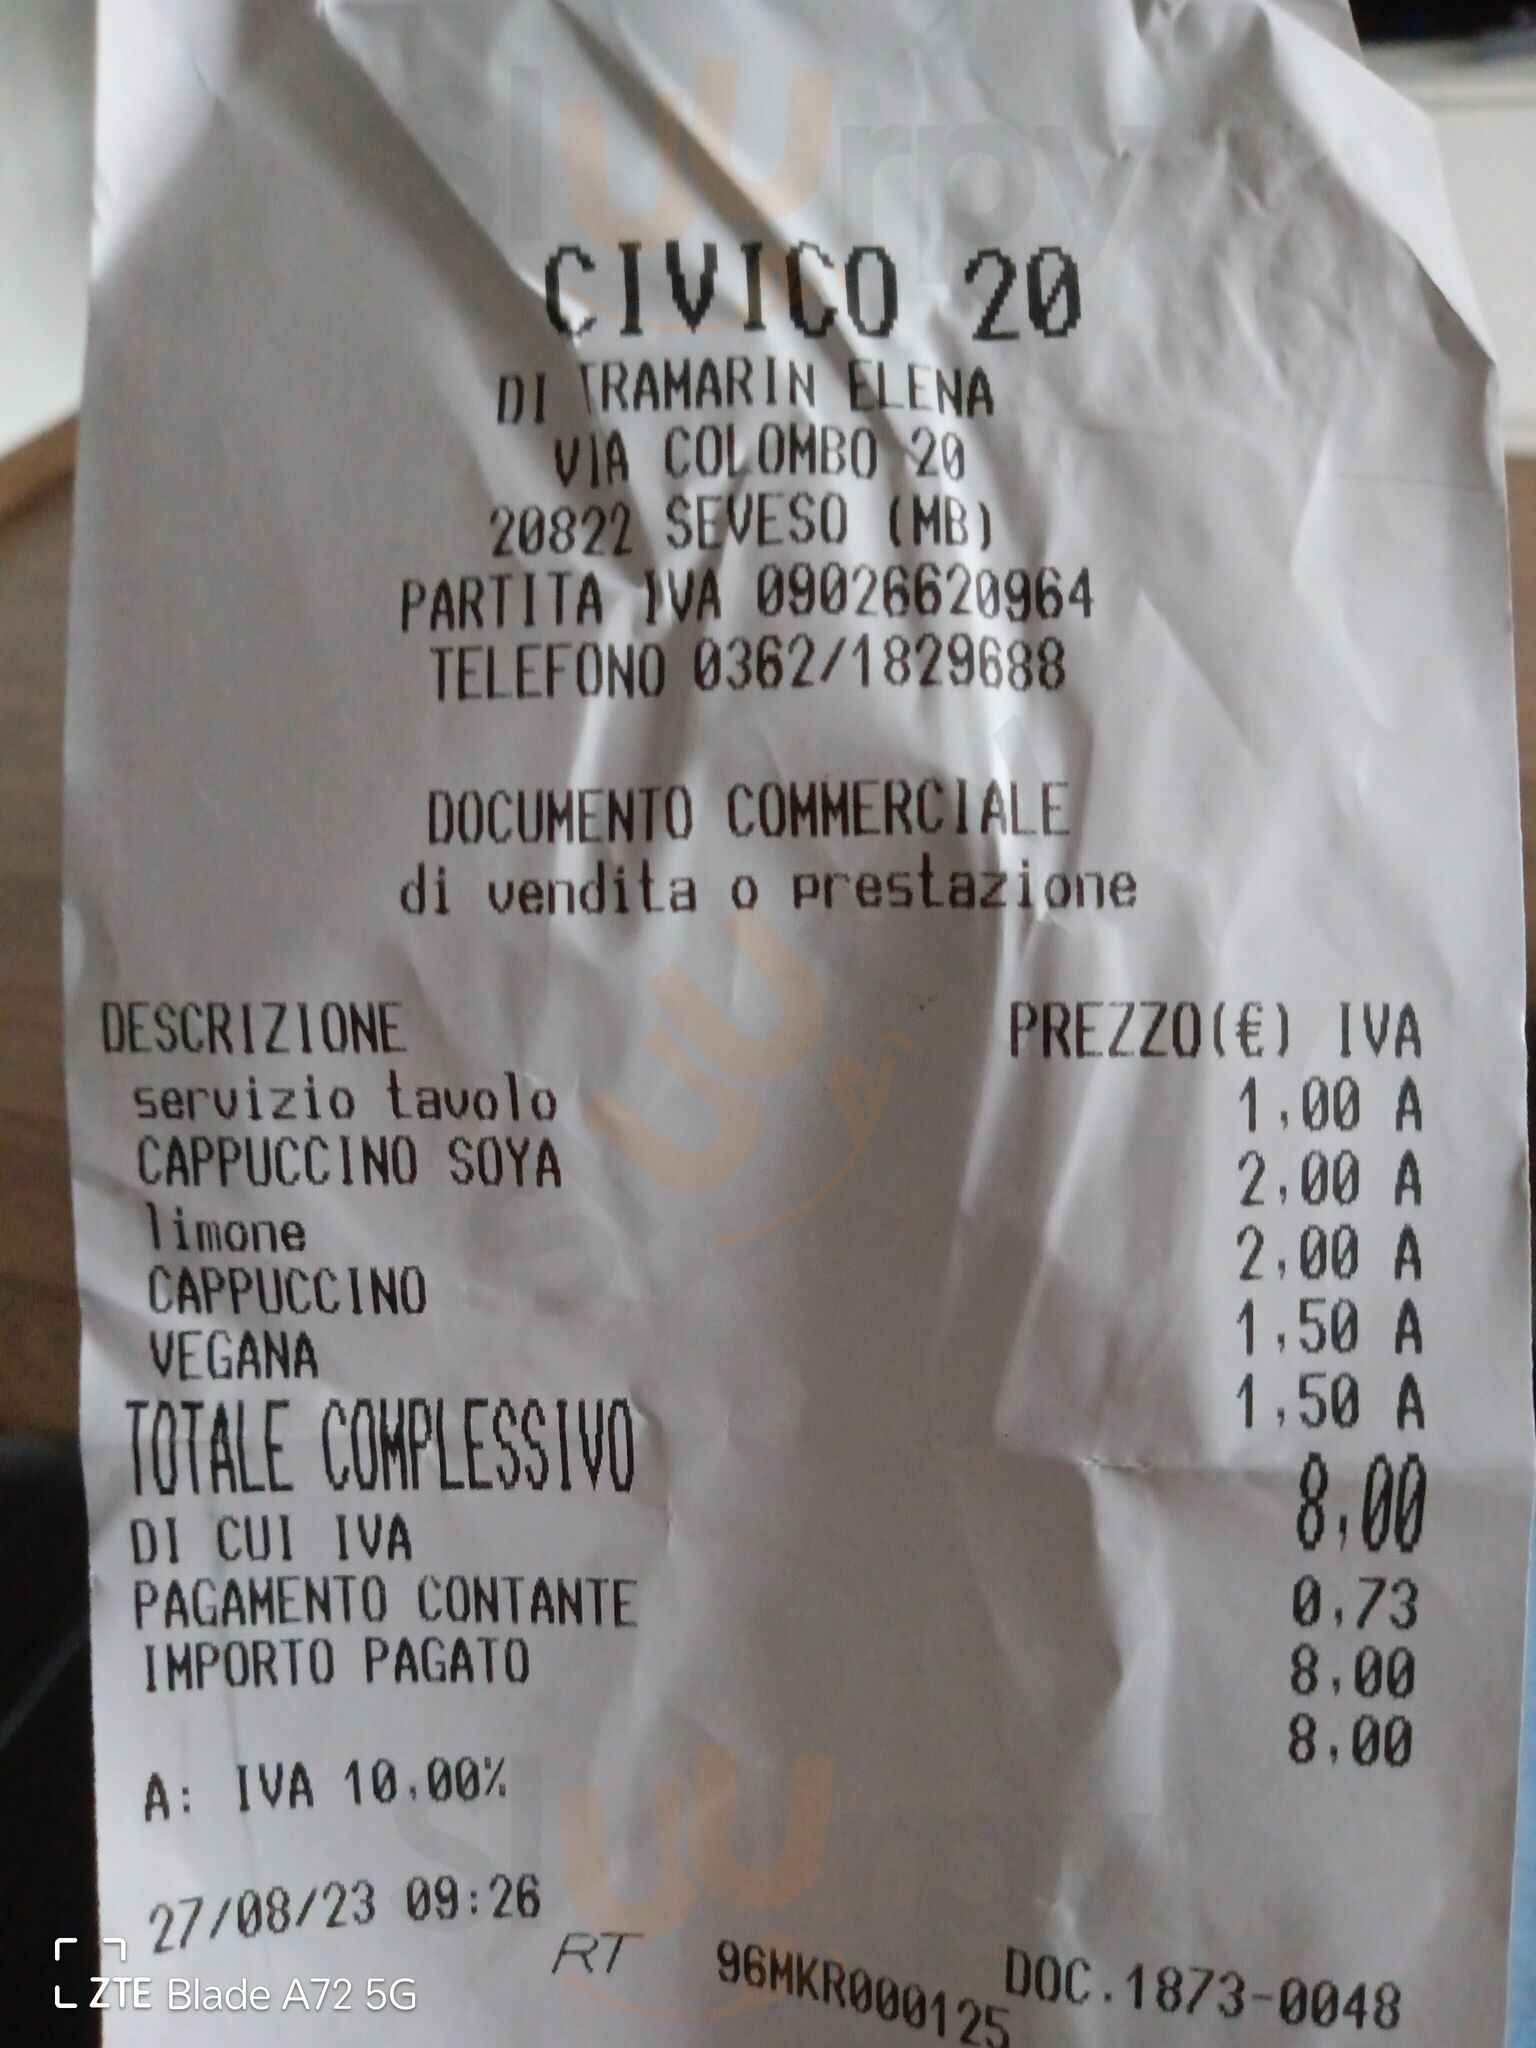 sluurpy
CIVICO 20
DI TRAMARIN ELENA
VIA COLOMBO 20
20822 SEVESO (MB)
PARTITA IVA 09026620964
TELEFONO 0362/1829688
DOCUMENTO COMMERCIALE
di vendita o prestazione
DESCRIZIONE PREZZO(€) IVA
servizio tavolo 1,00 A
CAPPUCCINO SOYA 2,00 A
limone 2,00 A
CAPPUCCINO 1,50 A
VEGANA 1,50 A
TOTALE COMPLESSIVO 8,00
DI CUI IVA 0,73
PAGAMENTO CONTANTE 8,00
IMPORTO PAGATO 8,00
A: IVA 10,00%
27/08/23 09:26 DOC.1873-0048
RT 96MKR000125
sluurpy
sluurpy
ZTE Blade A72 5G